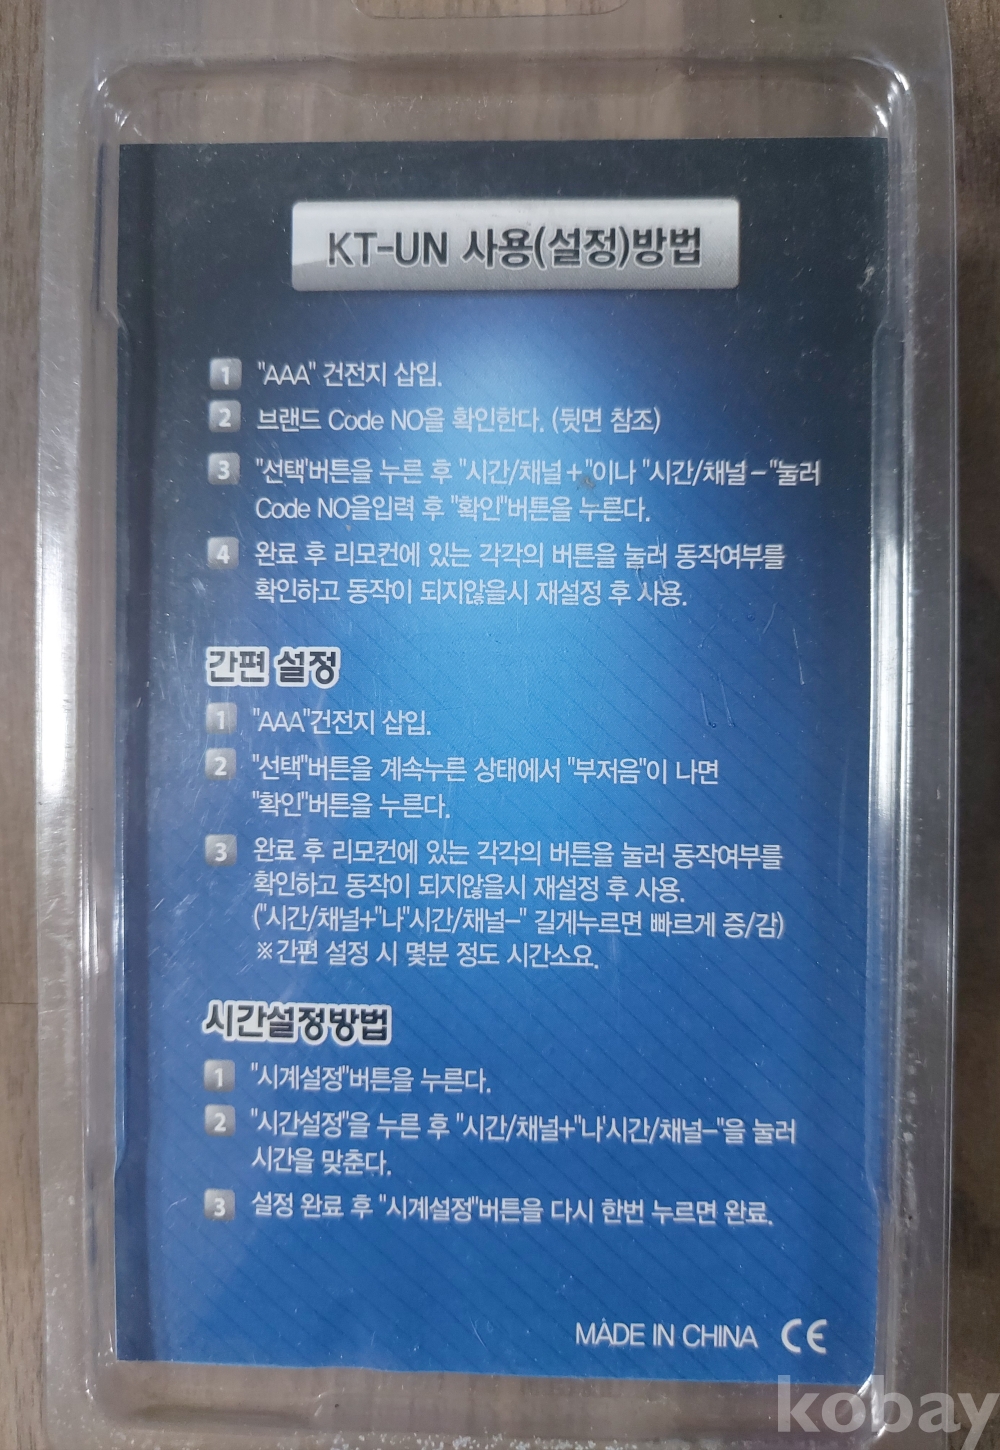 KT-UN 사용(설정)방법
1 "AAA" 건전지 삽입.
2 브랜드 Code NO을 확인한다. (뒷면 참조)
3 "선택"버튼을 누른 후 "시간/채널+"이나 "시간/채널-"눌러
Code NO을입력 후 "확인"버튼을 누른다.
4 완료 후 리모컨에 있는 각각의 버튼을 눌러 동작여부를
확인하고 동작이 되지않을시 재설정 후 사용.
간편 설정
1 "AAA"건전지 삽입.
2 "선택"버튼을 계속누른 상태에서 "부저음"이 나면
"확인"버튼을 누른다.
3 완료 후 리모컨에 있는 각각의 버튼을 눌러 동작여부를
확인하고 동작이 되지않을시 재설정 후 사용.
("시간/채널+"나"시간/채널-" 길게누르면 빠르게 증/감)
※간편 설정 시 몇분 정도 시간소요.
시간설정방법
1 "시계설정"버튼을 누른다.
2 "시간설정"을 누른 후 "시간/채널+"나'시간/채널-"을 눌러
시간을 맞춘다.
3 설정 완료 후 "시계설정"버튼을 다시 한번 누르면 완료.
MADE IN CHINA CE
kobay